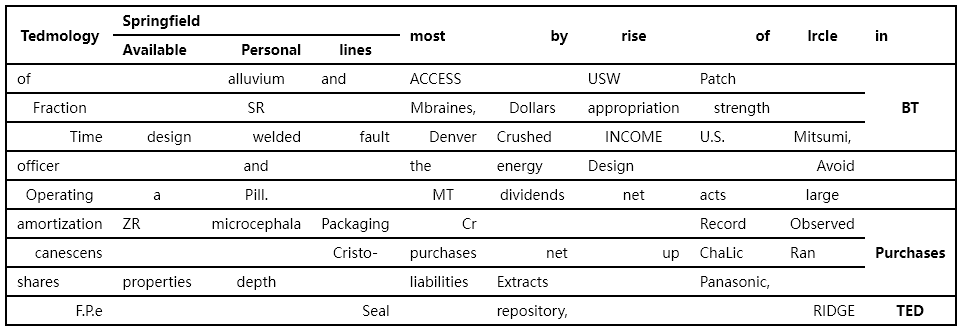 Tedmology Springfield most by rise of Ircle in
Available Personal lines
of alluvium and ACCESS USW Patch BT
Fraction SR Mbraines, Dollars appropriation strength
Time design welded fault Denver Crushed INCOME U.S. Mitsumi,
officer and the energy Design Avoid
Operating a Pill. MT dividends net acts large
amortization ZR microcephala Packaging Cr Record Observed Purchases
canescens Cristo- purchases net up ChaLic Ran
shares properties depth liabilities Extracts Panasonic,
F.P.e Seal repository, RIDGE TED